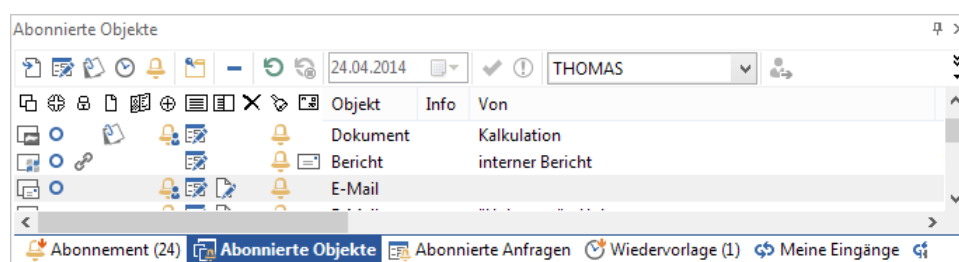 Abonnierte Objekte
24.04.2014 THOMAS
Objekt Info Von
Dokument Kalkulation
Bericht interner Bericht
E-Mail
Abonnement (24) Abonnierte Objekte Abonnierte Anfragen Wiedervorlage (1) Meine Eingänge